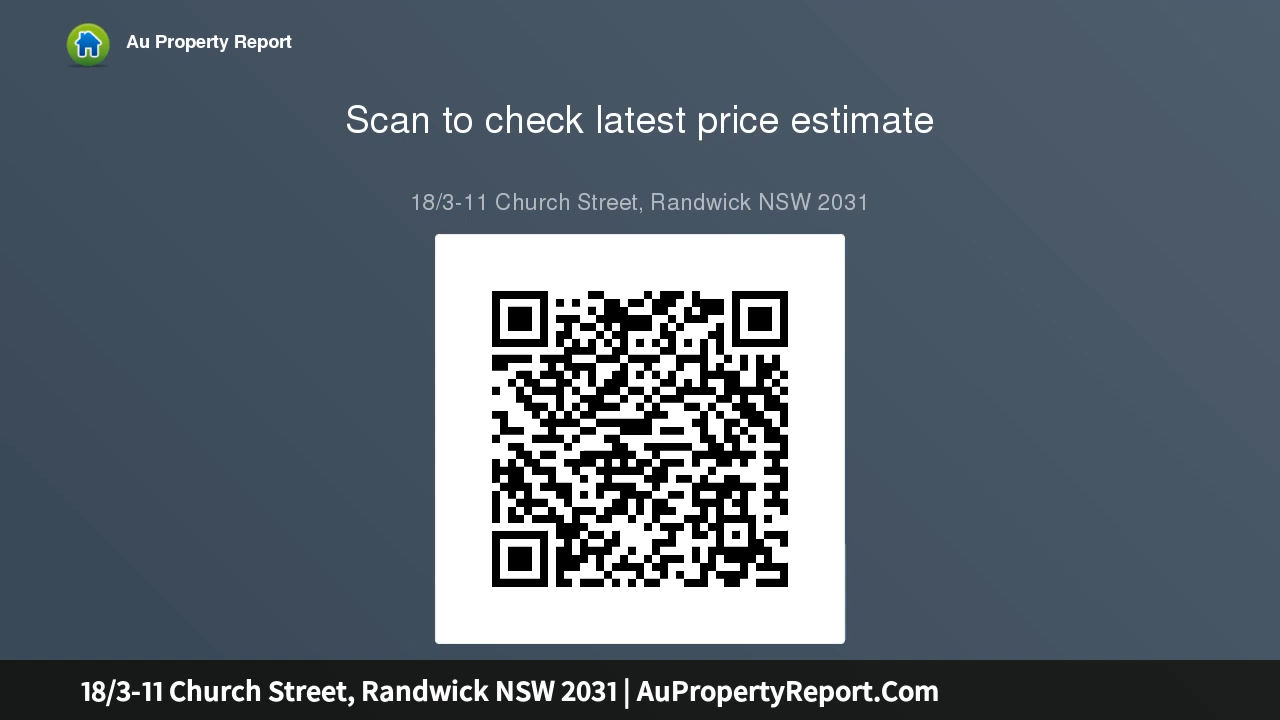 Au Property Report
Scan to check latest price estimate
18/3-11 Church Street, Randwick NSW 2031
18/3-11 Church Street, Randwick NSW 2031 | AuPropertyReport.Com